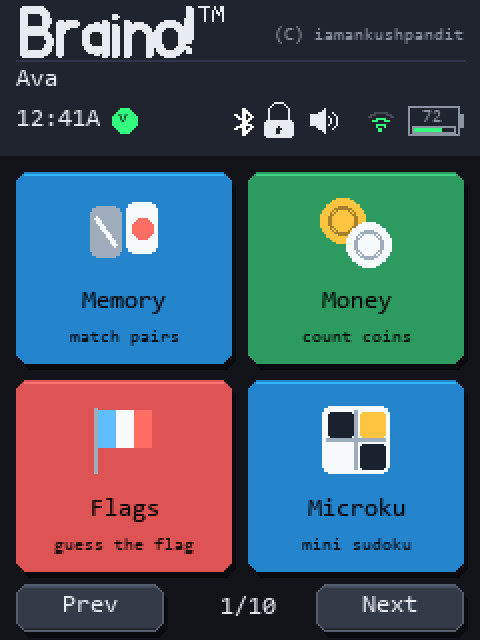 Braino! TM
(C) iamankushpandit
Ava
12:41A V 72
Memory
match pairs
Money
count coins
Flags
guess the flag
Microku
mini sudoku
Prev 1/10 Next